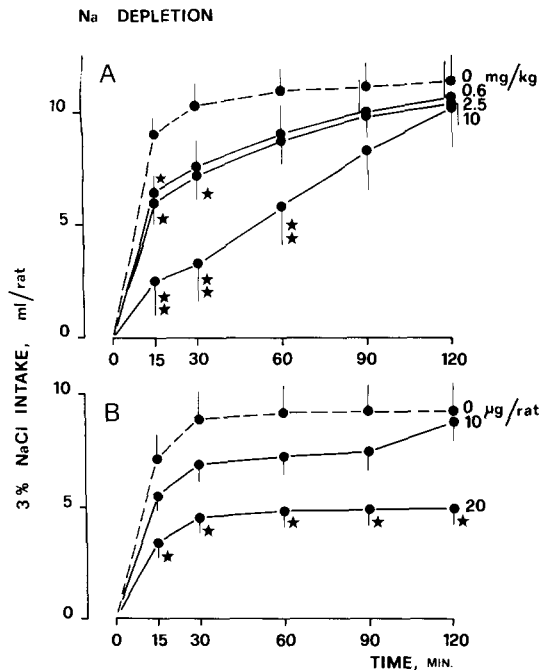 Na DEPLETION
A
0 mg/kg
0.6
2.5
10
10
5
0
0 15 30 60 90 120
3% NaCl INTAKE, ml/rat
B
0 µg/rat
10
20
10
5
0
0 15 30 60 90 120
TIME, MIN.